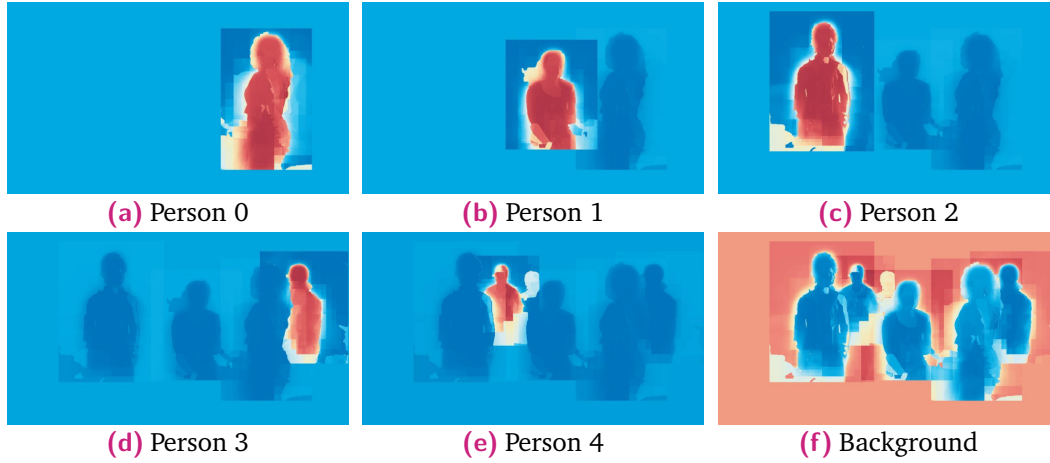 (a) Person 0
(b) Person 1
(c) Person 2
(d) Person 3
(e) Person 4
(f) Background